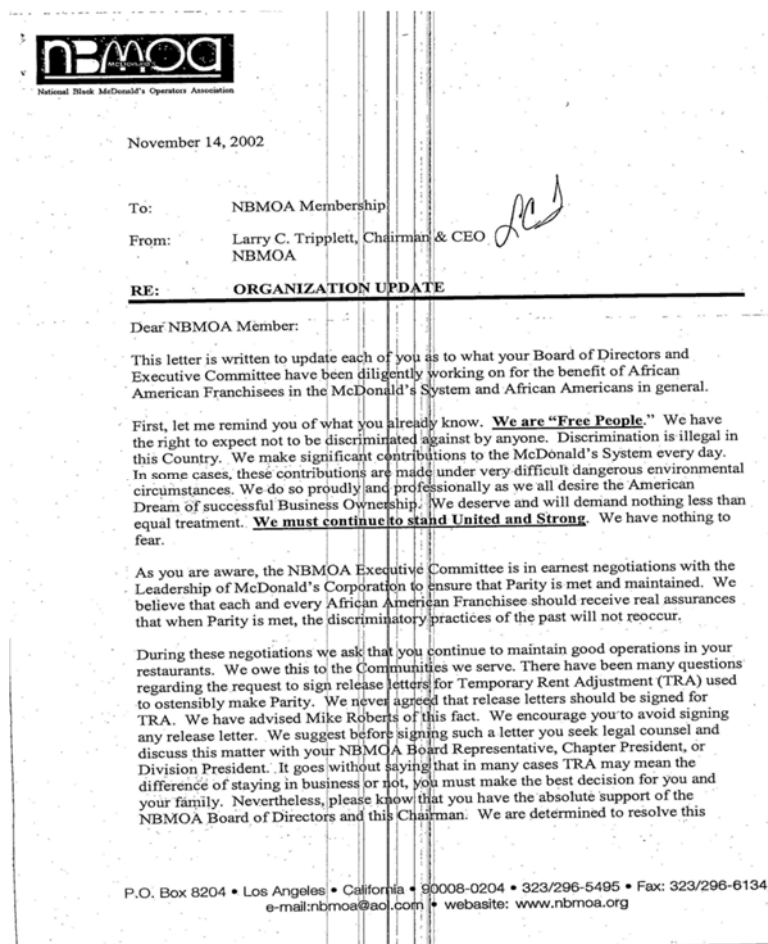 nBMOA
McDONALD'S
National Black McDonald's Operators Association
November 14, 2002
To: NBMOA Membership
From: Larry C. Tripplett, Chairman & CEO LCT
NBMOA
RE: ORGANIZATION UPDATE
Dear NBMOA Member:
This letter is written to update each of you as to what your Board of Directors and
Executive Committee have been diligently working on for the benefit of African
American Franchisees in the McDonald's System and African Americans in general.
First, let me remind you of what you already know. We are "Free People." We have
the right to expect not to be discriminated against by anyone. Discrimination is illegal in
this Country. We make significant contributions to the McDonald's System every day.
In some cases, these contributions are made under very difficult dangerous environmental
circumstances. We do so proudly and professionally as we all desire the American
Dream of successful Business Ownership. We deserve and will demand nothing less than
equal treatment. We must continue to stand United and Strong. We have nothing to
fear.
As you are aware, the NBMOA Executive Committee is in earnest negotiations with the
Leadership of McDonald's Corporation to ensure that Parity is met and maintained. We
believe that each and every African American Franchisee should receive real assurances
that when Parity is met, the discriminatory practices of the past will not reoccur.
During these negotiations we ask that you continue to maintain good operations in your
restaurants. We owe this to the Communities we serve. There have been many questions
regarding the request to sign release letters for Temporary Rent Adjustment (TRA) used
to ostensibly make Parity. We never agreed that release letters should be signed for
TRA. We have advised Mike Roberts of this fact. We encourage you to avoid signing
any release letter. We suggest before signing such a letter you seek legal counsel and
discuss this matter with your NBMOA Board Representative, Chapter President, or
Division President. It goes without saying that in many cases TRA may mean the
difference of staying in business or not, you must make the best decision for you and
your family. Nevertheless, please know that you have the absolute support of the
NBMOA Board of Directors and this Chairman. We are determined to resolve this
P.O. Box 8204 • Los Angeles • California • 90008-0204 • 323/296-5495 • Fax: 323/296-6134
e-mail:nbmoa@aol.com • webasite: www.nbmoa.org